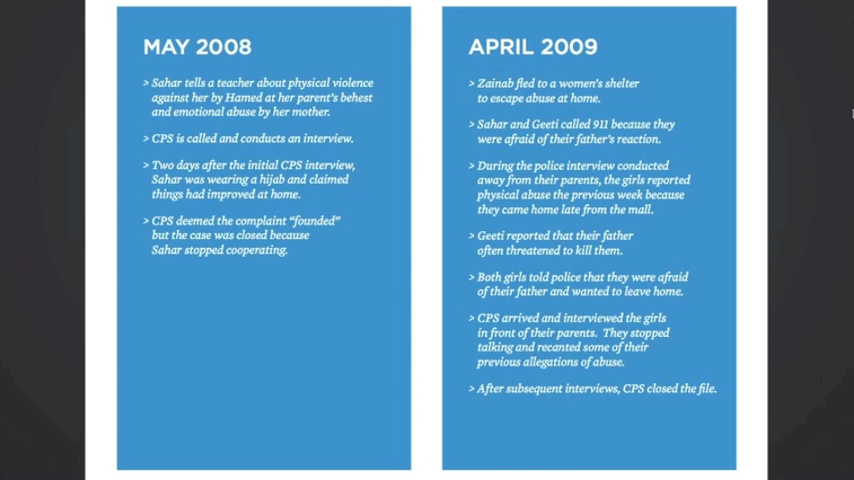 MAY 2008
> Sahar tells a teacher about physical violence
against her by Hamed at her parent's behest
and emotional abuse by her mother.
> CPS is called and conducts an interview.
> Two days after the initial CPS interview,
Sahar was wearing a hijab and claimed
things had improved at home.
> CPS deemed the complaint “founded”
but the case was closed because
Sahar stopped cooperating.
APRIL 2009
> Zainab fled to a women's shelter
to escape abuse at home.
> Sahar and Geeti called 911 because they
were afraid of their father's reaction.
> During the police interview conducted
away from their parents, the girls reported
physical abuse the previous week because
they came home late from the mall.
> Geeti reported that their father
often threatened to kill them.
> Both girls told police that they were afraid
of their father and wanted to leave home.
> CPS arrived and interviewed the girls
in front of their parents. They stopped
talking and recanted some of their
previous allegations of abuse.
> After subsequent interviews, CPS closed the file.